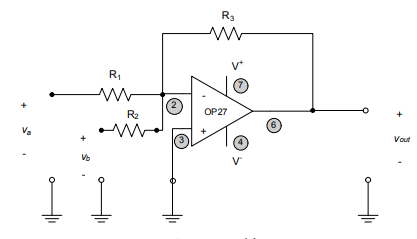 R3
V+
7
R1
2
-
R2
OP27
+
3
+
va
-
+
vb
-
6
4
V-
+
vout
-